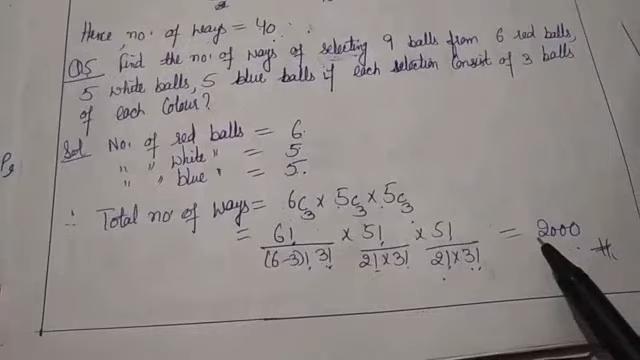 Hence no. of ways = 40.
Q5 Find the no. of ways of selecting 9 balls from 6 red balls,
5 white balls, 5 blue balls if each selection consist of 3 balls
of each colour?
Sol No. of red balls = 6.
" " white " = 5
" " blue " = 5.
∴ Total no of ways = 6C3 × 5C3 × 5C3
= 6!/(6-3)! 3! × 5!/2! × 3! × 5!/2! × 3! = 2000